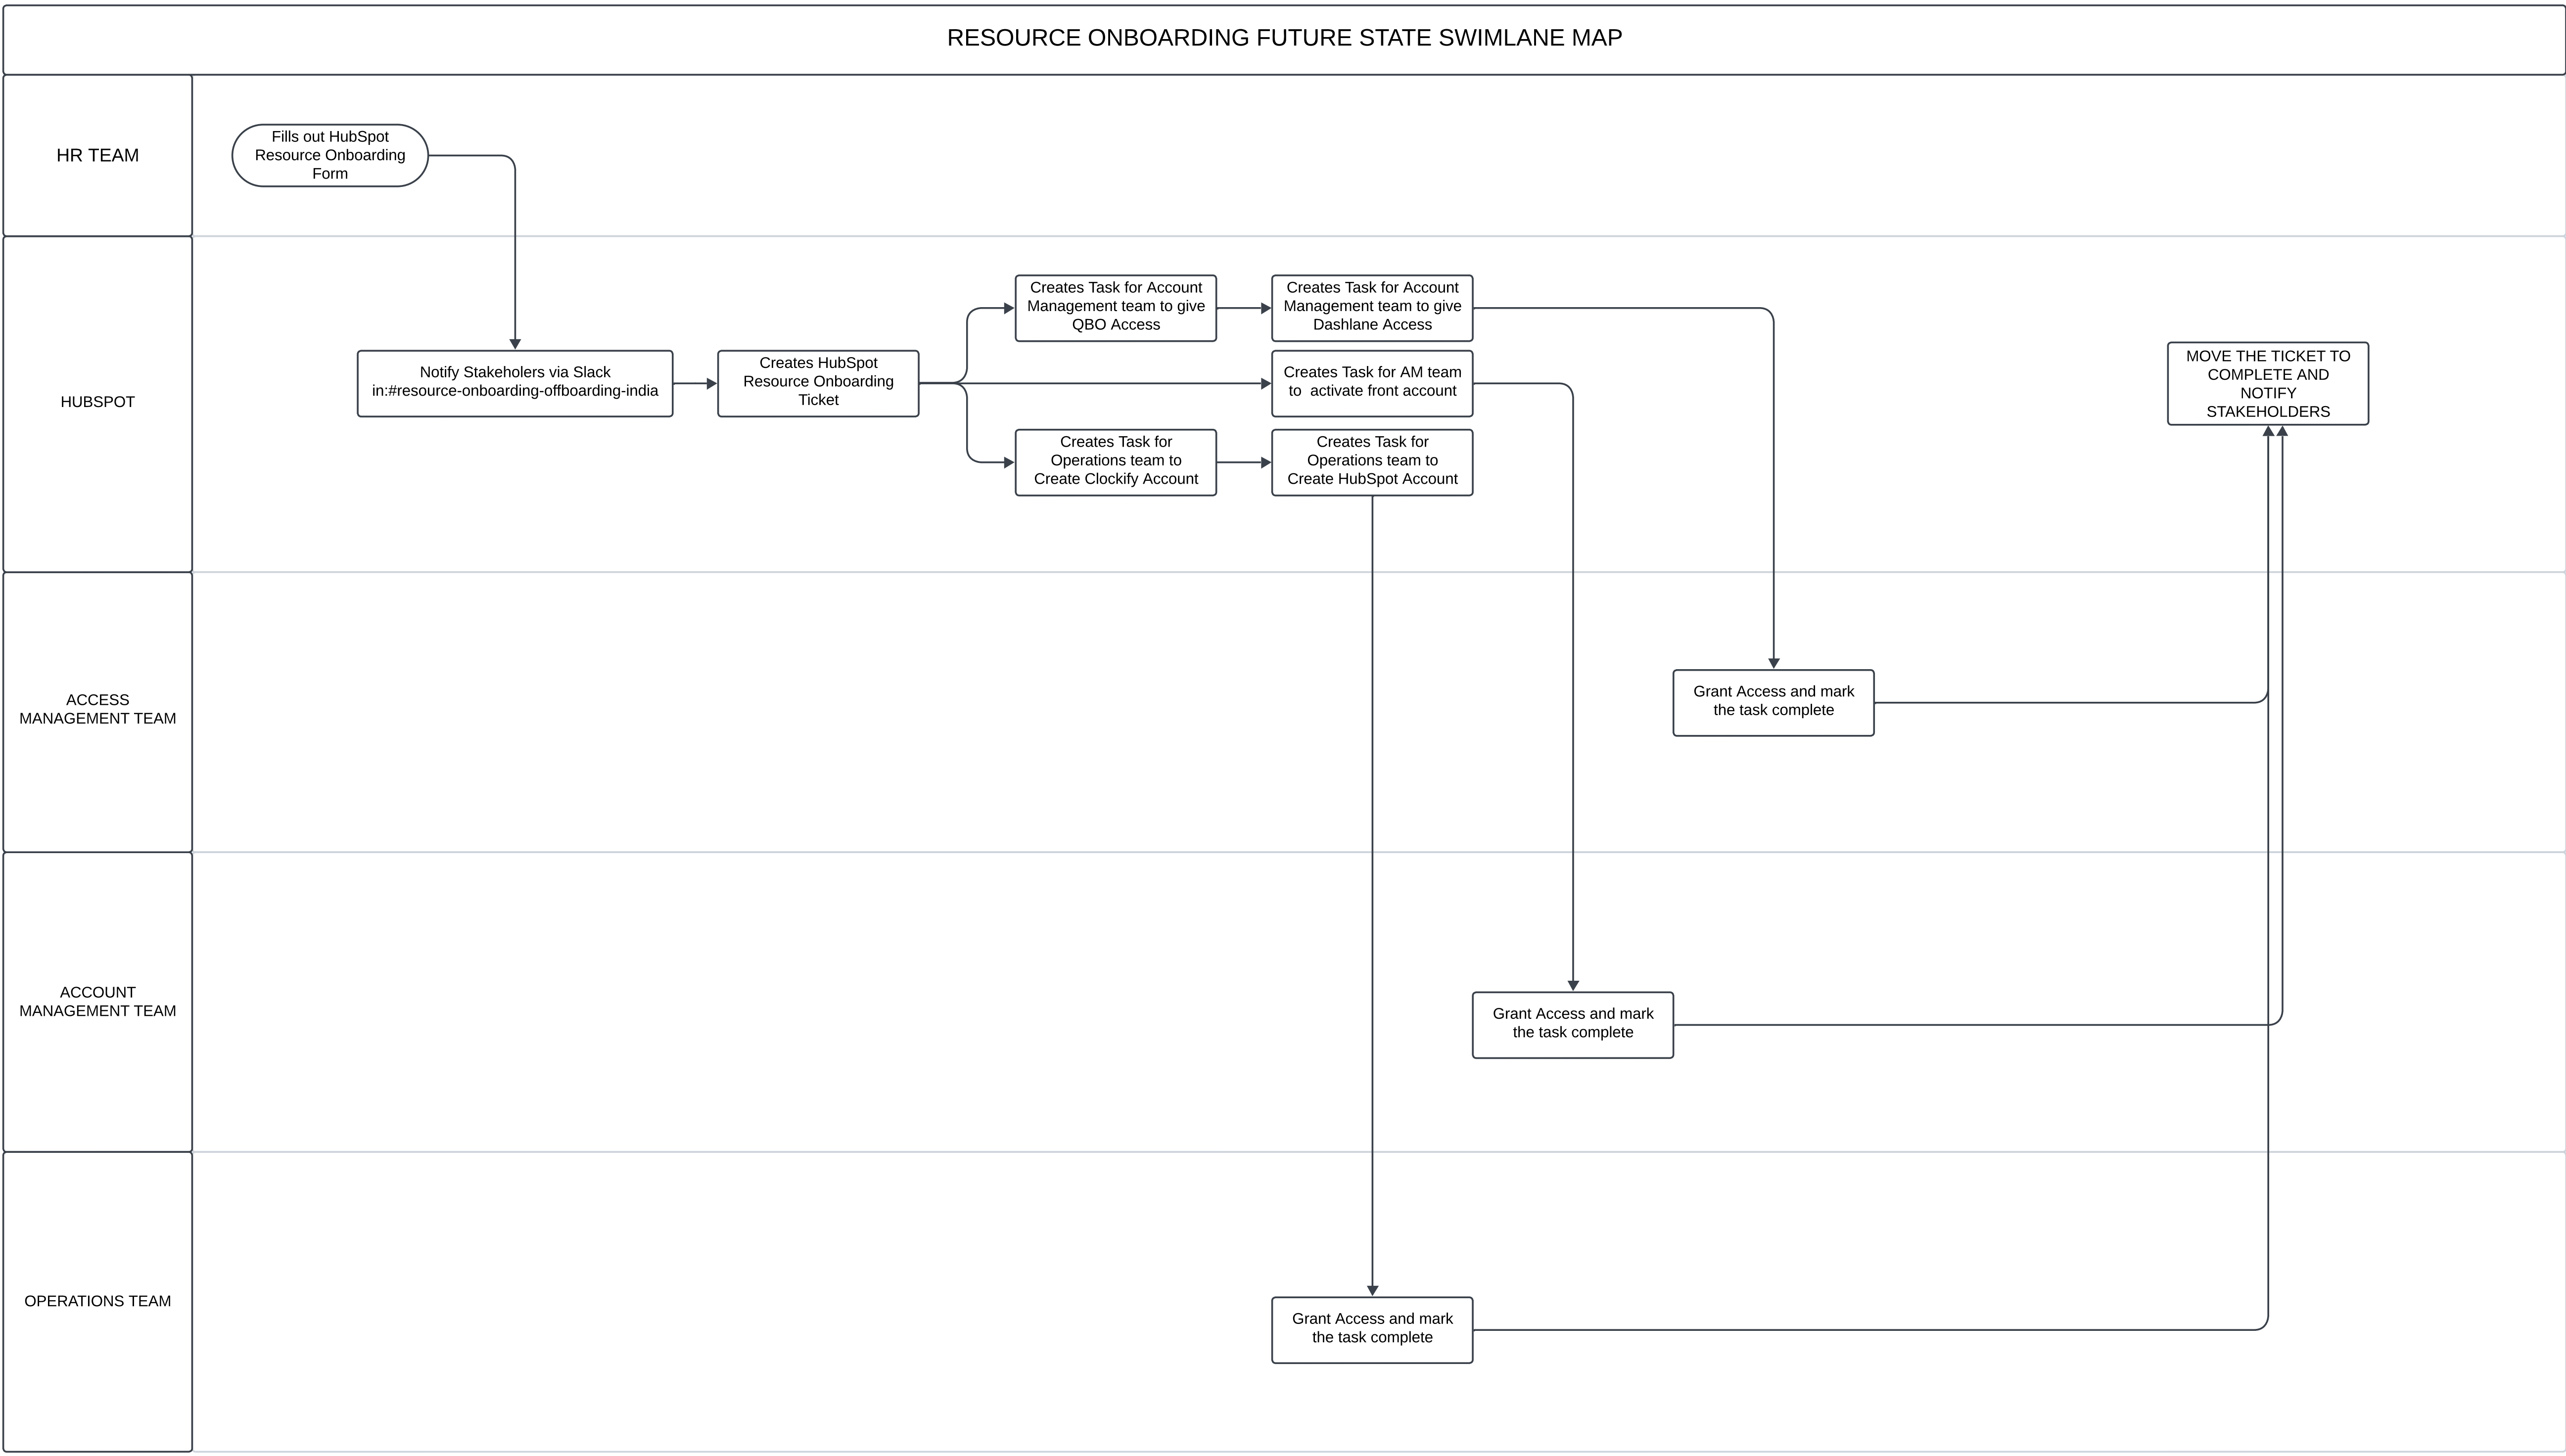 RESOURCE ONBOARDING FUTURE STATE SWIMLANE MAP
HR TEAM
Fills out HubSpot
Resource Onboarding
Form
HUBSPOT
Notify Stakeholers via Slack
in:#resource-onboarding-offboarding-india
Creates HubSpot
Resource Onboarding
Ticket
Creates Task for Account
Management team to give
QBO Access
Creates Task for Account
Management team to give
Dashlane Access
Creates Task for AM team
to  activate front account
Creates Task for
Operations team to
Create Clockify Account
Creates Task for
Operations team to
Create HubSpot Account
MOVE THE TICKET TO
COMPLETE AND
NOTIFY
STAKEHOLDERS
ACCESS
MANAGEMENT TEAM
Grant Access and mark
the task complete
ACCOUNT
MANAGEMENT TEAM
Grant Access and mark
the task complete
OPERATIONS TEAM
Grant Access and mark
the task complete